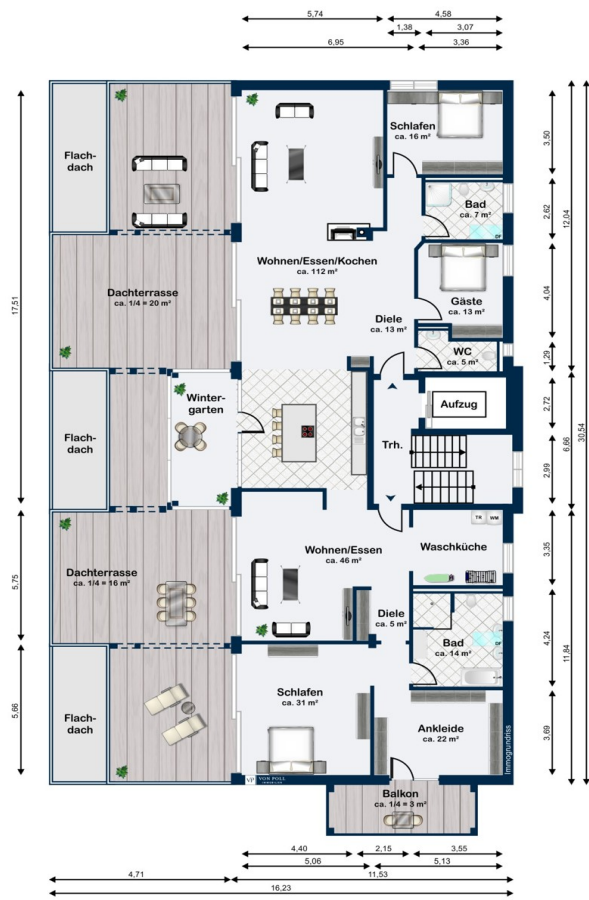 5,74
4,58
1,38
3,07
6,95
3,36
Schlafen
ca. 16 m²
Flach-
dach
3.50
Bad
ca. 7 m²
DF
2.62
12,04
Wohnen/Essen/Kochen
ca. 112 m²
Dachterrasse
ca. 1/4 = 20 m²
Gäste
ca. 13 m²
4.04
17,51
Diele
ca. 13 m²
WC
ca. 5 m²
1.29
Winter-
garten
Aufzug
2.72
Flach-
dach
Trh.
6,66
30,54
2.99
TR WM
Wohnen/Essen
ca. 46 m²
Waschküche
3.35
Dachterrasse
ca. 1/4 = 16 m²
5,75
Diele
ca. 5 m²
Bad
ca. 14 m²
DF
4.24
11,84
Schlafen
ca. 31 m²
Flach-
dach
5,66
Ankleide
ca. 22 m²
3.69
Immogrundriss
VP VON POLL
IMMOBILIEN
Balkon
ca. 1/4 = 3 m²
4,40
2,15
3,55
5,06
5,13
4,71
11,53
16,23